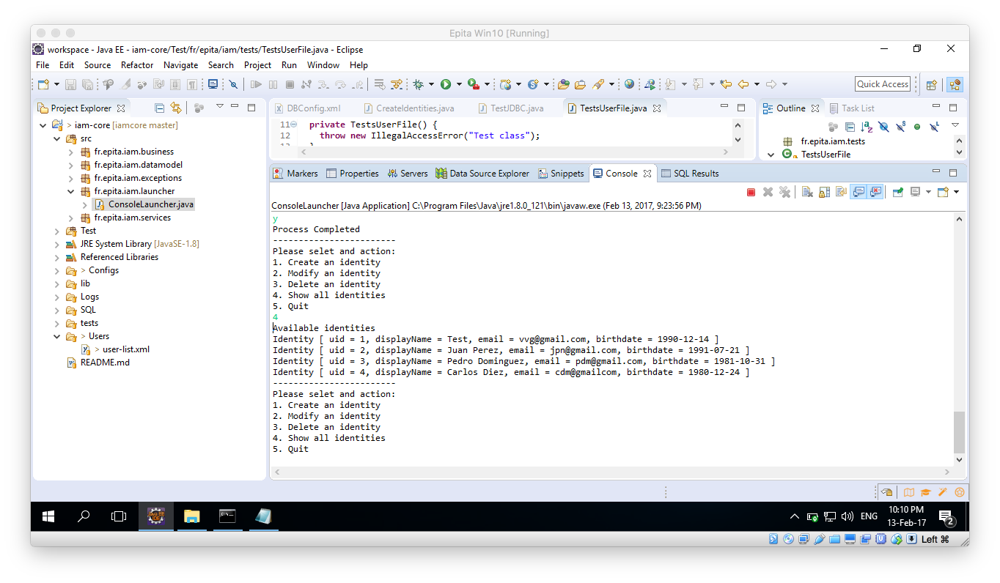 Epita Win10 [Running]
workspace - Java EE - iam-core/Test/fr/epita/iam/tests/TestsUserFile.java - Eclipse
File Edit Source Refactor Navigate Search Project Run Window Help
Quick Access
Project Explorer
> iam-core [iamcore master]
src
fr.epita.iam.business
fr.epita.iam.datamodel
fr.epita.iam.exceptions
fr.epita.iam.launcher
ConsoleLauncher.java
fr.epita.iam.services
Test
JRE System Library [JavaSE-1.8]
Referenced Libraries
> Configs
lib
Logs
SQL
tests
> Users
> user-list.xml
README.md
DBConfig.xml CreateIdentities.java TestJDBC.java TestsUserFile.java
11 private TestsUserFile() {
12 throw new IllegalAccessError("Test class");
Outline Task List
fr.epita.iam.tests
TestsUserFile
Markers Properties Servers Data Source Explorer Snippets Console SQL Results
ConsoleLauncher [Java Application] C:\Program Files\Java\jre1.8.0_121\bin\javaw.exe (Feb 13, 2017, 9:23:56 PM)
y
Process Completed
------------------------
Please selet and action:
1. Create an identity
2. Modify an identity
3. Delete an identity
4. Show all identities
5. Quit
4
Available identities
Identity [ uid = 1, displayName = Test, email = vvg@gmail.com, birthdate = 1990-12-14 ]
Identity [ uid = 2, displayName = Juan Perez, email = jpn@gmail.com, birthdate = 1991-07-21 ]
Identity [ uid = 3, displayName = Pedro Dominguez, email = pdm@gmail.com, birthdate = 1981-10-31 ]
Identity [ uid = 4, displayName = Carlos Diez, email = cdm@gmailcom, birthdate = 1980-12-24 ]
------------------------
Please selet and action:
1. Create an identity
2. Modify an identity
3. Delete an identity
4. Show all identities
5. Quit
ENG
10:10 PM
13-Feb-17
2
Left ⌘